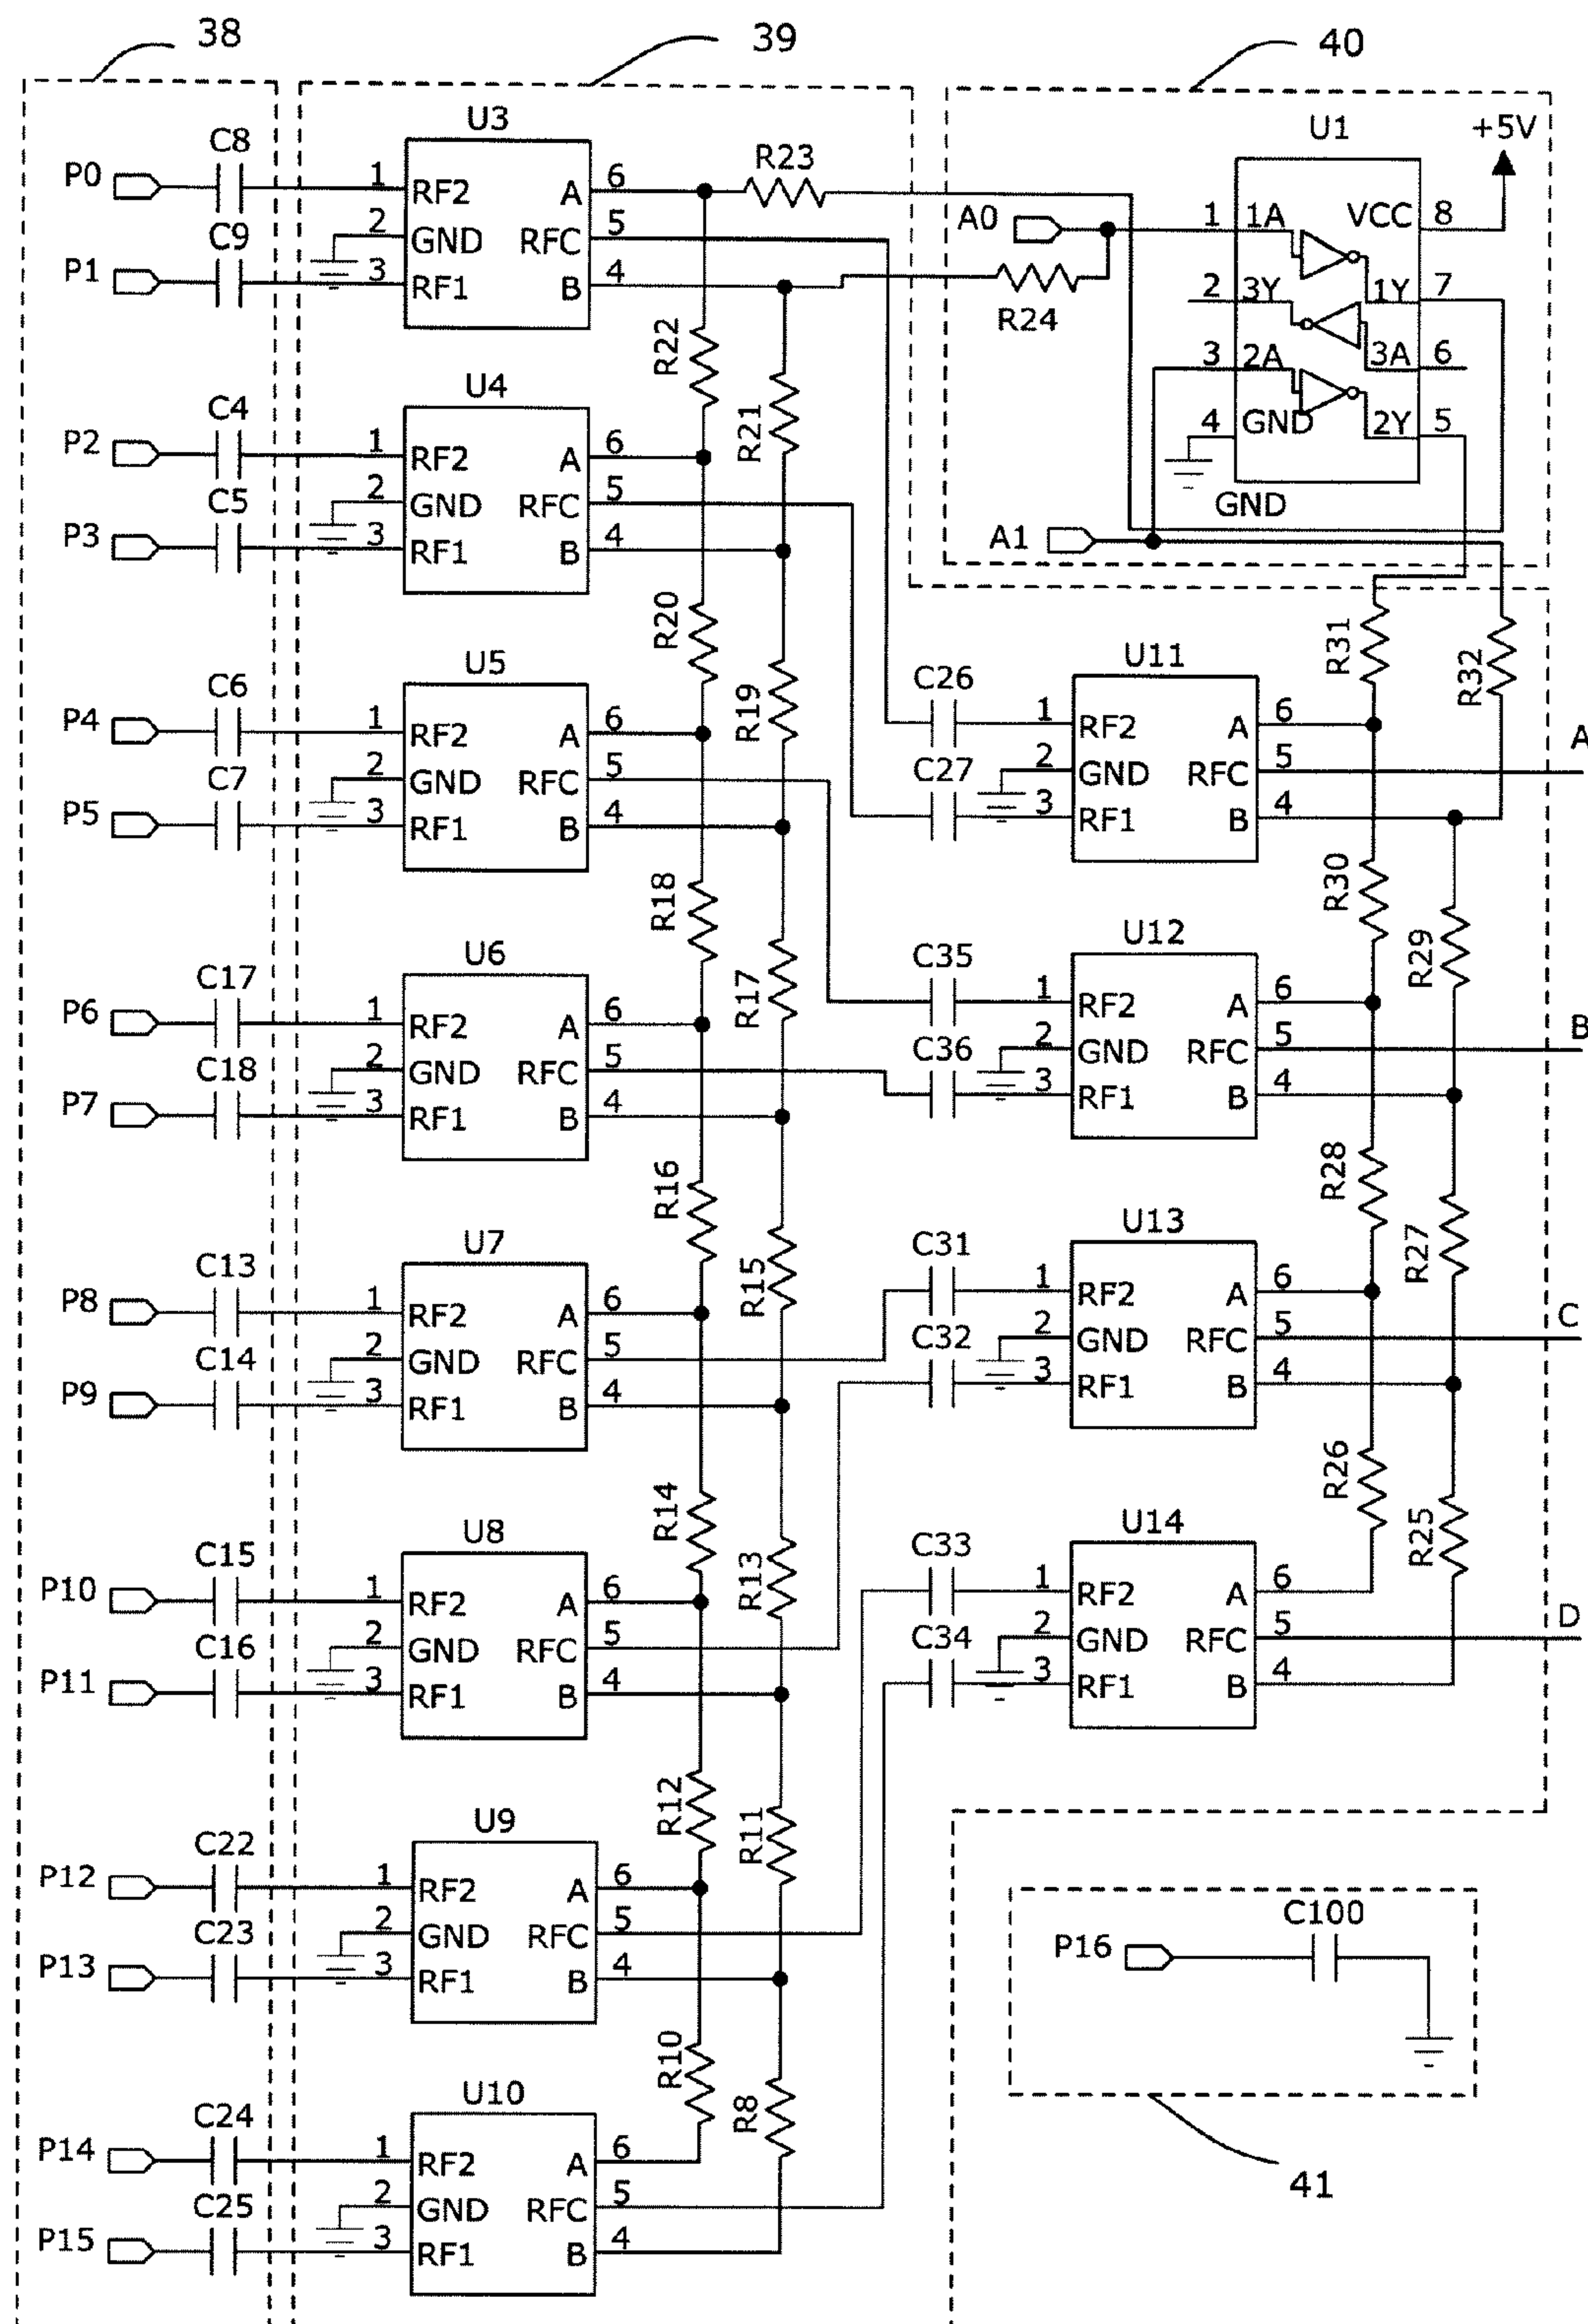 38
39
40
U3
U1
+5V
P0
C8
1
RF2
A
6
R23
2
GND
RFC
5
P1
C9
3
RF1
B
4
A0
R24
1
1A
VCC
8
2
3Y
1Y
7
3
2A
3A
6
4
GND
2Y
5
GND
A1
R22
R21
U4
P2
C4
1
RF2
A
6
2
GND
RFC
5
P3
C5
3
RF1
B
4
R20
R19
U5
P4
C6
1
RF2
A
6
2
GND
RFC
5
P5
C7
3
RF1
B
4
R31
R32
U11
C26
1
RF2
A
6
C27
2
GND
RFC
5
A
3
RF1
B
4
R18
R17
R30
R29
U6
P6
C17
1
RF2
A
6
2
GND
RFC
5
P7
C18
3
RF1
B
4
U12
C35
1
RF2
A
6
C36
2
GND
RFC
5
B
3
RF1
B
4
R16
R15
R28
R27
U7
P8
C13
1
RF2
A
6
2
GND
RFC
5
P9
C14
3
RF1
B
4
U13
C31
1
RF2
A
6
C32
2
GND
RFC
5
C
3
RF1
B
4
R14
R13
R26
R25
U8
P10
C15
1
RF2
A
6
2
GND
RFC
5
P11
C16
3
RF1
B
4
U14
C33
1
RF2
A
6
C34
2
GND
RFC
5
D
3
RF1
B
4
R12
R11
U9
P12
C22
1
RF2
A
6
2
GND
RFC
5
P13
C23
3
RF1
B
4
P16
C100
R10
R8
U10
P14
C24
1
RF2
A
6
2
GND
RFC
5
P15
C25
3
RF1
B
4
41